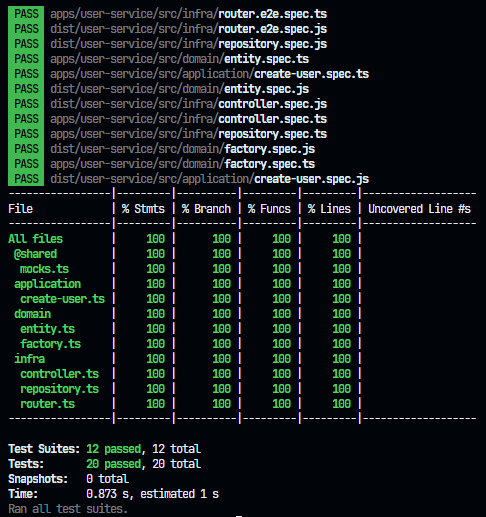 PASS apps/user-service/src/infra/router.e2e.spec.ts
PASS dist/user-service/src/infra/router.e2e.spec.js
PASS dist/user-service/src/infra/repository.spec.js
PASS apps/user-service/src/domain/entity.spec.ts
PASS apps/user-service/src/application/create-user.spec.ts
PASS dist/user-service/src/domain/entity.spec.js
PASS dist/user-service/src/infra/controller.spec.js
PASS apps/user-service/src/infra/controller.spec.ts
PASS apps/user-service/src/infra/repository.spec.ts
PASS dist/user-service/src/domain/factory.spec.js
PASS apps/user-service/src/domain/factory.spec.ts
PASS dist/user-service/src/application/create-user.spec.js
----------------|---------|----------|---------|---------|-------------------
File | % Stmts | % Branch | % Funcs | % Lines | Uncovered Line #s
----------------|---------|----------|---------|---------|-------------------
All files | 100 | 100 | 100 | 100 |
@shared | 100 | 100 | 100 | 100 |
mocks.ts | 100 | 100 | 100 | 100 |
application | 100 | 100 | 100 | 100 |
create-user.ts | 100 | 100 | 100 | 100 |
domain | 100 | 100 | 100 | 100 |
entity.ts | 100 | 100 | 100 | 100 |
factory.ts | 100 | 100 | 100 | 100 |
infra | 100 | 100 | 100 | 100 |
controller.ts | 100 | 100 | 100 | 100 |
repository.ts | 100 | 100 | 100 | 100 |
router.ts | 100 | 100 | 100 | 100 |
----------------|---------|----------|---------|---------|-------------------
Test Suites: 12 passed, 12 total
Tests: 20 passed, 20 total
Snapshots: 0 total
Time: 0.873 s, estimated 1 s
Ran all test suites.